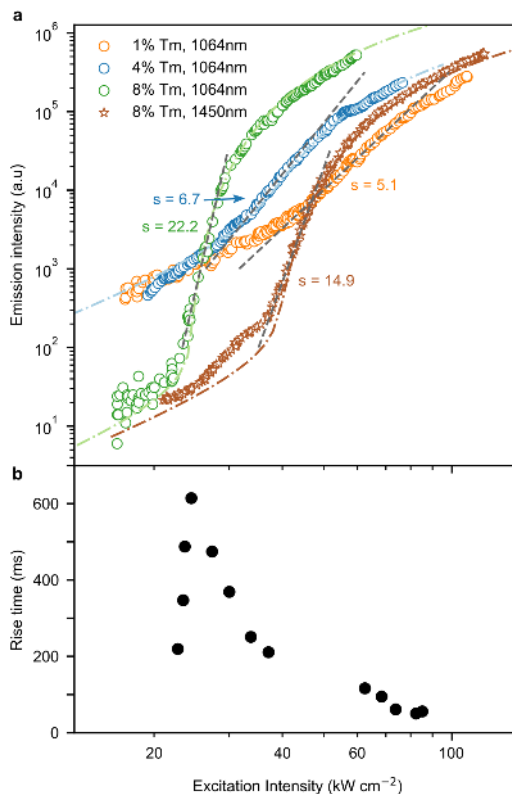 a
10^6
10^5
10^4
10^3
10^2
10^1
Emission intensity (a.u)
1% Tm, 1064nm
4% Tm, 1064nm
8% Tm, 1064nm
8% Tm, 1450nm
s = 6.7
s = 22.2
s = 5.1
s = 14.9
b
600
400
200
0
Rise time (ms)
20
40
60
100
Excitation Intensity (kW cm⁻²)